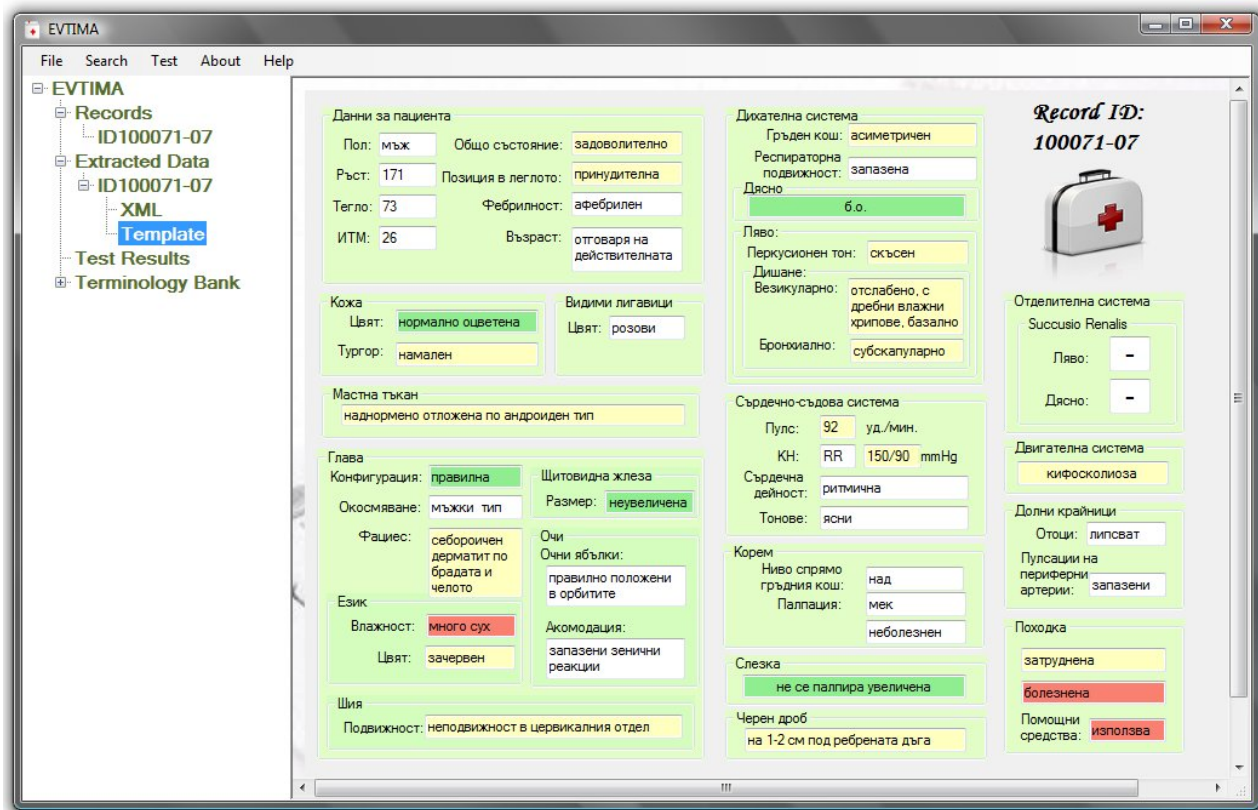 EVTIMA
File Search Test About Help
EVTIMA
Records
ID100071-07
Extracted Data
ID100071-07
XML
Template
Test Results
Terminology Bank
Данни за пациента
Пол: мъж
Общо състояние: задоволително
Ръст: 171
Позиция в леглото: принудителна
Тегло: 73
Фебрилност: афебрилен
ИТМ: 26
Възраст: отговаря на
действителната
Кожа
Цвят: нормално оцветена
Тургор: намален
Видими лигавици
Цвят: розови
Мастна тъкан
наднормено отложена по андроиден тип
Глава
Конфигурация: правилна
Окосмяване: мъжки тип
Фациес: себороичен
дерматит по
брадата и
челото
Език
Влажност: много сух
Цвят: зачервен
Щитовидна жлеза
Размер: неувеличена
Очи
Очни ябълки:
правилно положени
в орбитите
Акомодация:
запазени зенични
реакции
Шия
Подвижност: неподвижност в цервикалния отдел
Дихателна система
Гръден кош: асиметричен
Респираторна
подвижност: запазена
Дясно
б.о.
Ляво:
Перкусионен тон: скъсен
Дишане:
Везикуларно: отслабено, с
дребни влажни
хрипове, базално
Бронхиално: субскапуларно
Сърдечно-съдова система
Пулс: 92 уд./мин.
КН: RR 150/90 mmHg
Сърдечна
дейност: ритмична
Тонове: ясни
Корем
Ниво спрямо
гръдния кош: над
Палпация: мек
неболезнен
Слезка
не се палпира увеличена
Черен дроб
на 1-2 см под ребрената дъга
Record ID:
100071-07
Отделителна система
Succusio Renalis
Ляво: -
Дясно: -
Двигателна система
кифосколиоза
Долни крайници
Отоци: липсват
Пулсации на
периферни
артерии: запазени
Походка
затруднена
болезнена
Помощни
средства: използва